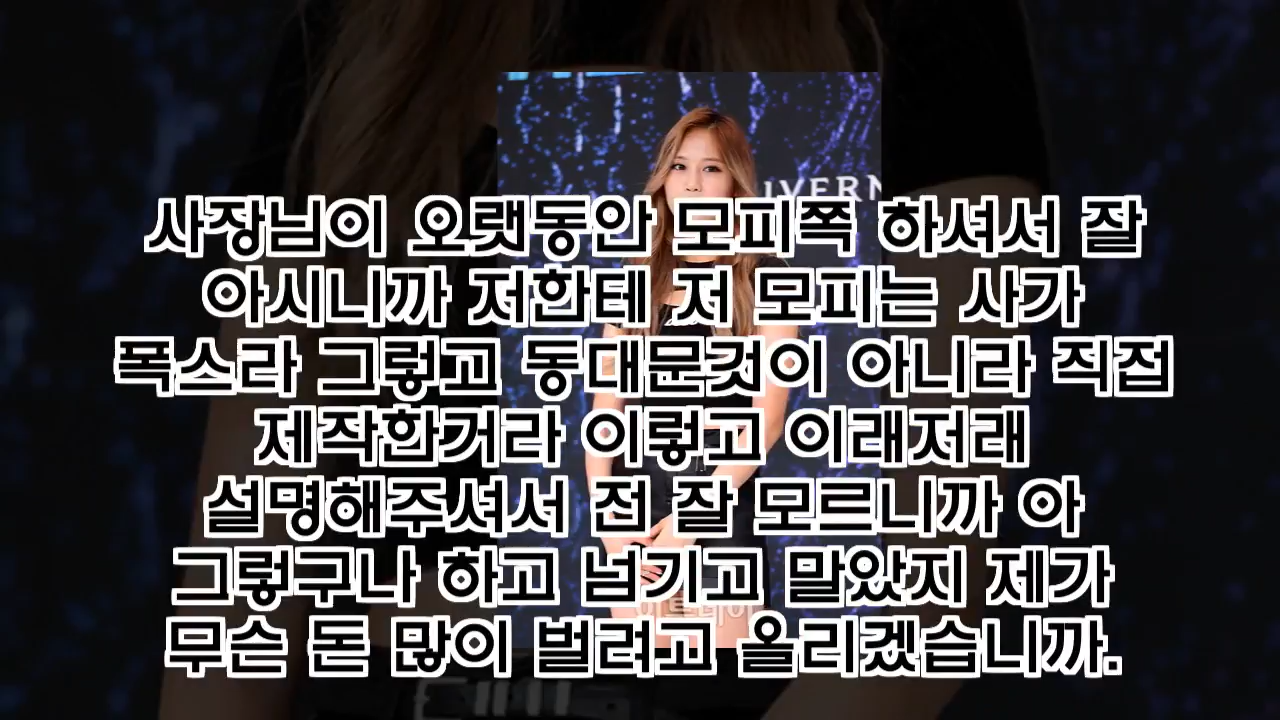 IVERN
사장님이 오랫동안 모피쪽 하셔서 잘
아시니까 저한테 저 모피는 사가
폭스라 그렇고 동대문것이 아니라 직접
제작한거라 이렇고 이래저래
설명해주셔서 전 잘 모르니까 아
그렇구나 하고 넘기고 말았지 제가
무슨 돈 많이 벌려고 올리겠습니까.
이투데이